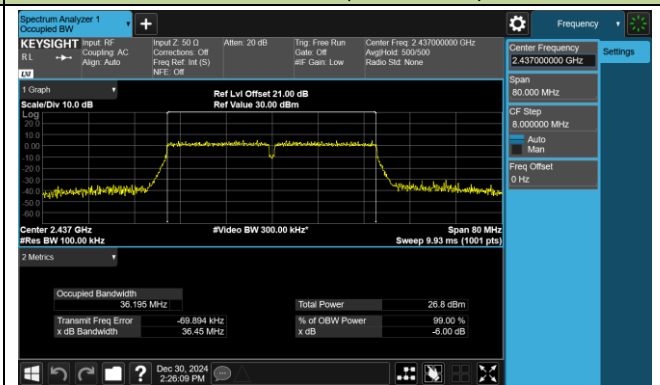 Spectrum Analyzer 1
Occupied BW
Frequency
KEYSIGHT
RL
LXI
Input: RF
Coupling: AC
Align: Auto
Input Z: 50 Ω
Corrections: Off
Freq Ref: Int (S)
NFE: Off
Atten: 20 dB
Trig: Free Run
Gate: Off
#IF Gain: Low
Center Freq: 2.437000000 GHz
Avg|Hold: 500/500
Radio Std: None
Center Frequency
2.437000000 GHz
Settings
Span
80.000 MHz
CF Step
8.000000 MHz
Auto
Man
Freq Offset
0 Hz
1 Graph
Scale/Div 10.0 dB
Ref Lvl Offset 21.00 dB
Ref Value 30.00 dBm
Log
20.0
10.0
0.00
-10.0
-20.0
-30.0
-40.0
-50.0
-60.0
Center 2.437 GHz
#Res BW 100.00 kHz
#Video BW 300.00 kHz*
Span 80 MHz
Sweep 9.93 ms (1001 pts)
2 Metrics
Occupied Bandwidth
36.195 MHz
Total Power 26.8 dBm
Transmit Freq Error -69.894 kHz
% of OBW Power 99.00 %
x dB Bandwidth 36.45 MHz
x dB -6.00 dB
?
Dec 30, 2024
2:26:09 PM